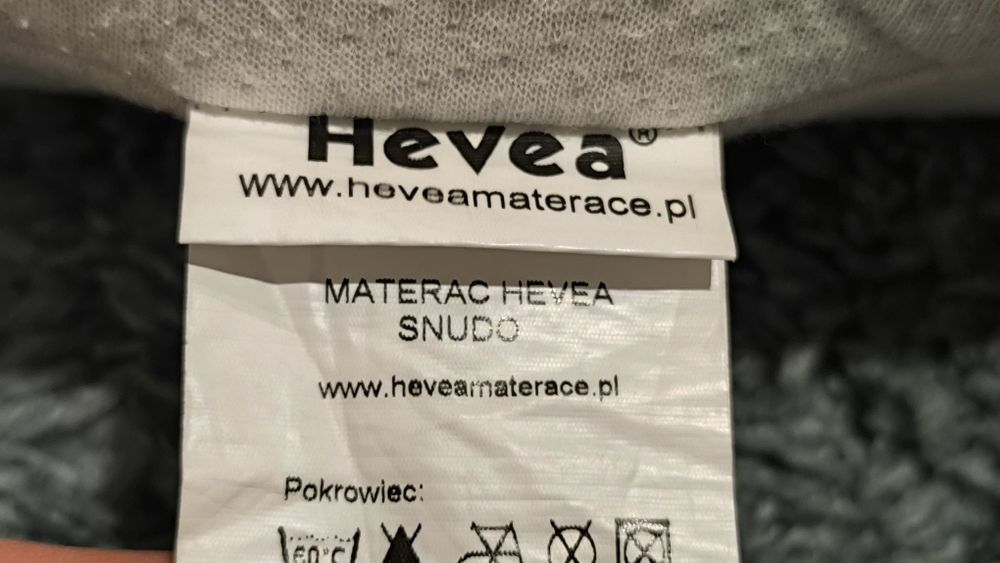 Hevea®
www.heveamaterace.pl
MATERAC HEVEA
SNUDO
www.heveamaterace.pl
Pokrowiec:
60°C